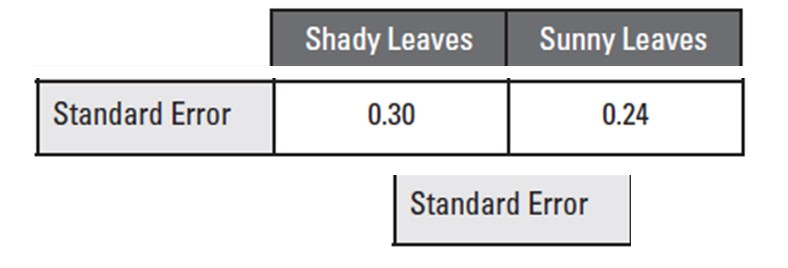 Shady Leaves Sunny Leaves
Standard Error 0.30 0.24
Standard Error